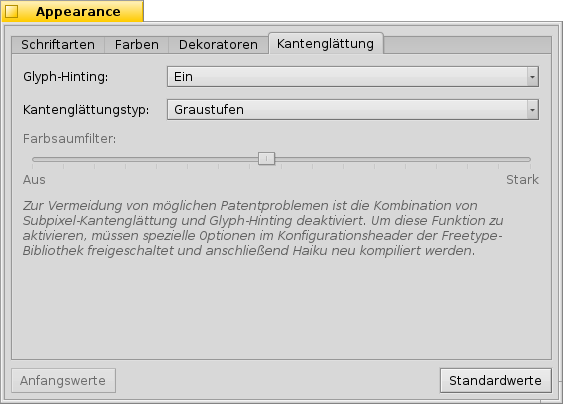 Appearance
Schriftarten Farben Dekoratoren Kantenglättung
Glyph-Hinting: Ein
Kantenglättungstyp: Graustufen
Farbsaumfilter:
Aus Stark
Zur Vermeidung von möglichen Patentproblemen ist die Kombination von
Subpixel-Kantenglättung und Glyph-Hinting deaktiviert. Um diese Funktion zu
aktivieren, müssen spezielle Optionen im Konfigurationsheader der Freetype-
Bibliothek freigeschaltet und anschließend Haiku neu kompiliert werden.
Anfangswerte Standardwerte